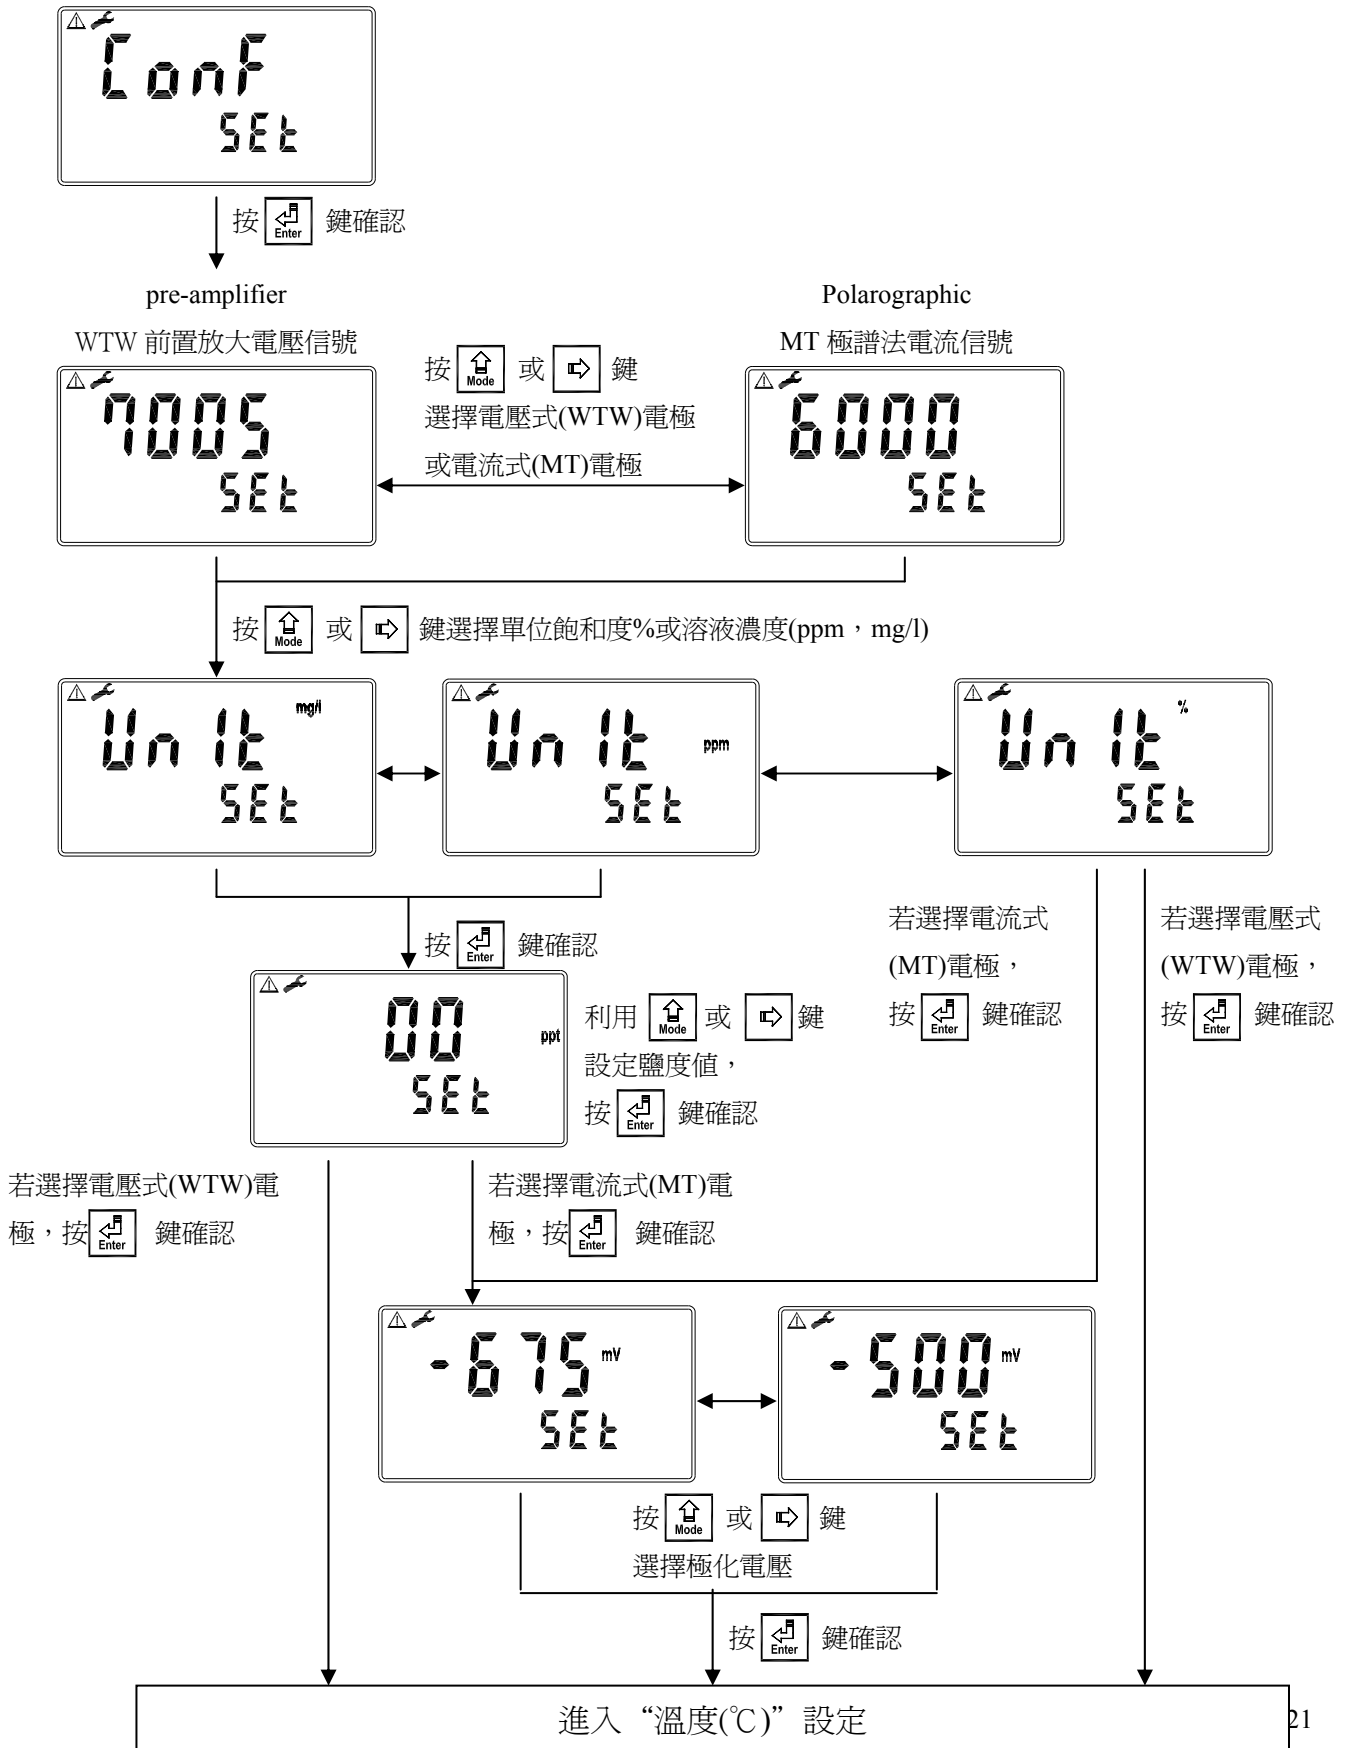 ConF
SEt
按 Enter 鍵確認
pre-amplifier
WTW 前置放大電壓信號
Polarographic
MT 極譜法電流信號
7005
SEt
按 Mode 或 鍵
選擇電壓式(WTW)電極
或電流式(MT)電極
6000
SEt
按 Mode 或 鍵選擇單位飽和度%或溶液濃度(ppm，mg/l)
Unit mg/l
SEt
Unit ppm
SEt
Unit %
SEt
按 Enter 鍵確認
若選擇電流式
(MT)電極，
按 Enter 鍵確認
若選擇電壓式
(WTW)電極，
按 Enter 鍵確認
00 ppt
SEt
利用 Mode 或 鍵
設定鹽度值，
按 Enter 鍵確認
若選擇電壓式(WTW)電
極，按 Enter 鍵確認
若選擇電流式(MT)電
極，按 Enter 鍵確認
-675 mV
SEt
-500 mV
SEt
按 Mode 或 鍵
選擇極化電壓
按 Enter 鍵確認
進入“溫度(℃)”設定
21